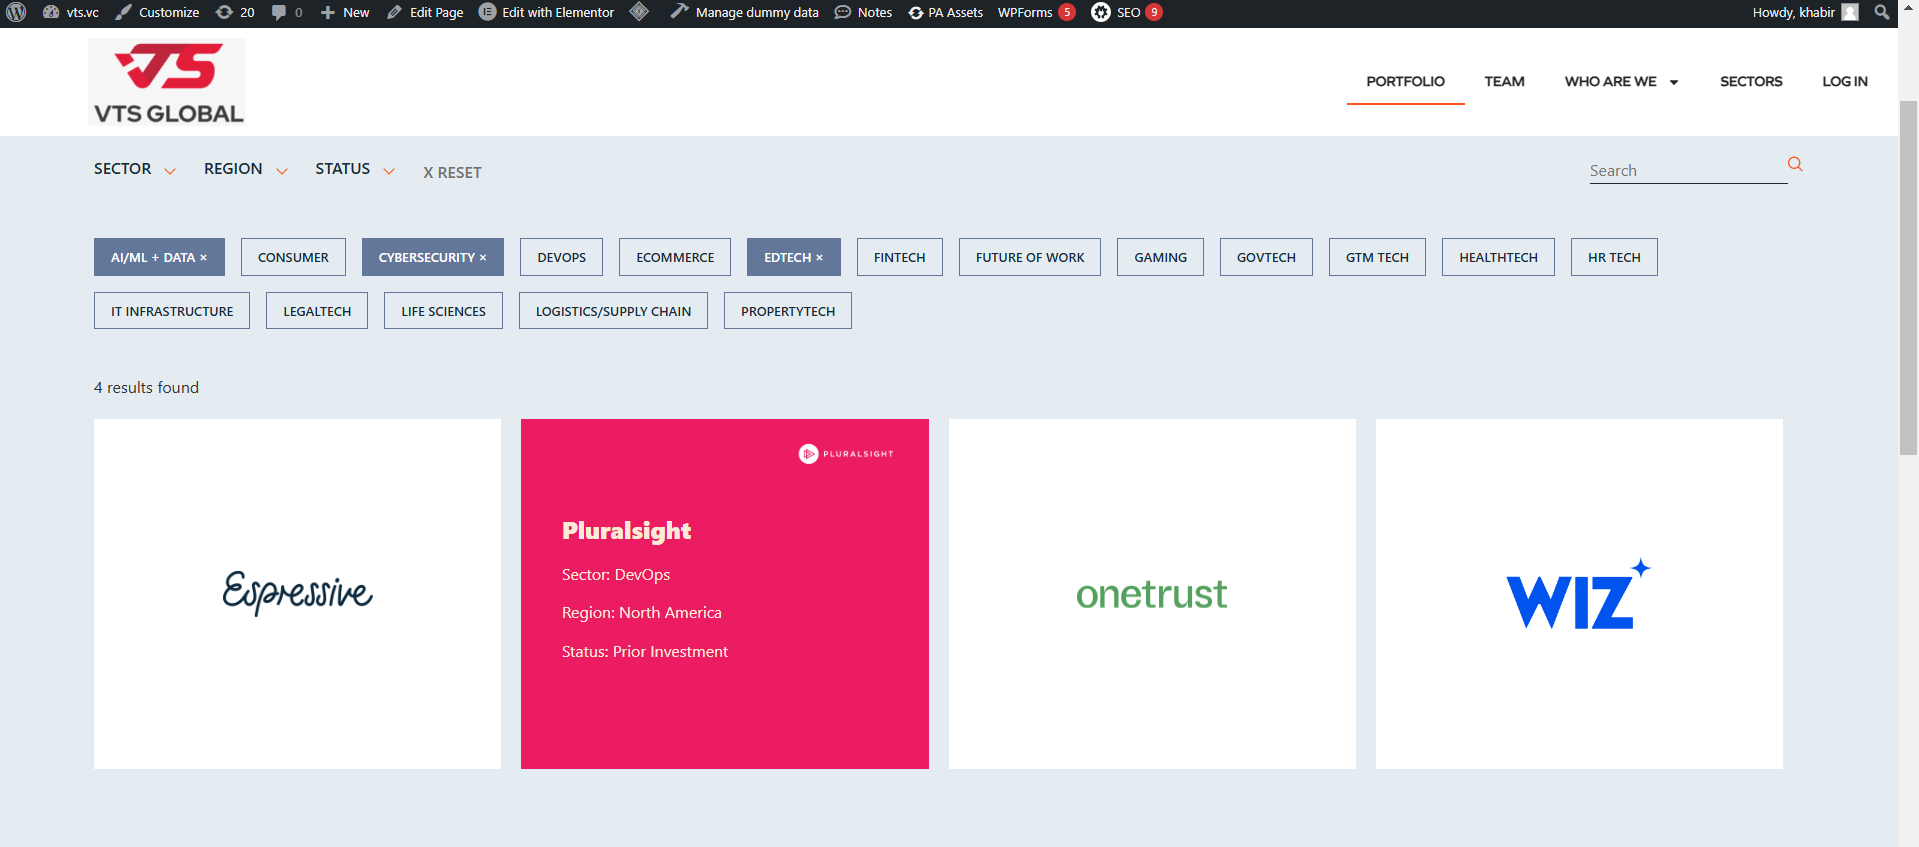 vts.vc Customize 20 0 New Edit Page Edit with Elementor Manage dummy data Notes PA Assets WPForms 5 SEO 9 Howdy, khabir
VTS
VTS GLOBAL
PORTFOLIO TEAM WHO ARE WE SECTORS LOG IN
SECTOR REGION STATUS X RESET Search
AI/ML + DATA × CONSUMER CYBERSECURITY × DEVOPS ECOMMERCE EDTECH × FINTECH FUTURE OF WORK GAMING GOVTECH GTM TECH HEALTHTECH HR TECH
IT INFRASTRUCTURE LEGALTECH LIFE SCIENCES LOGISTICS/SUPPLY CHAIN PROPERTYTECH
4 results found
Espressive
PLURALSIGHT
Pluralsight
Sector: DevOps
Region: North America
Status: Prior Investment
onetrust
WIZ